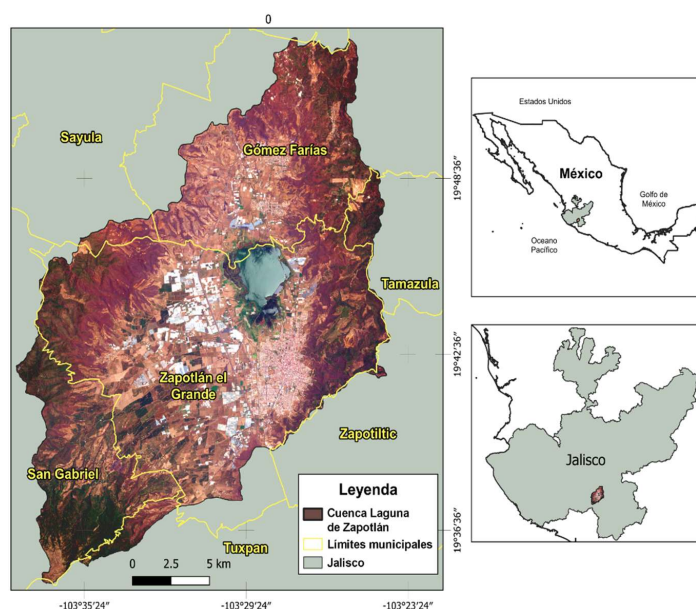 0
Sayula
Gómez Farías
Tamazula
Zapotlán el
Grande
Zapotiltic
San Gabriel
Tuxpan
Leyenda
Cuenca Laguna
de Zapotlán
Límites municipales
Jalisco
0 2.5 5 km
-103°35'24"
-103°29'24"
-103°23'24"
19°48'36"
19°42'36"
19°36'36"
Estados Unidos
México
Golfo de
México
Oceano
Pacífico
Jalisco